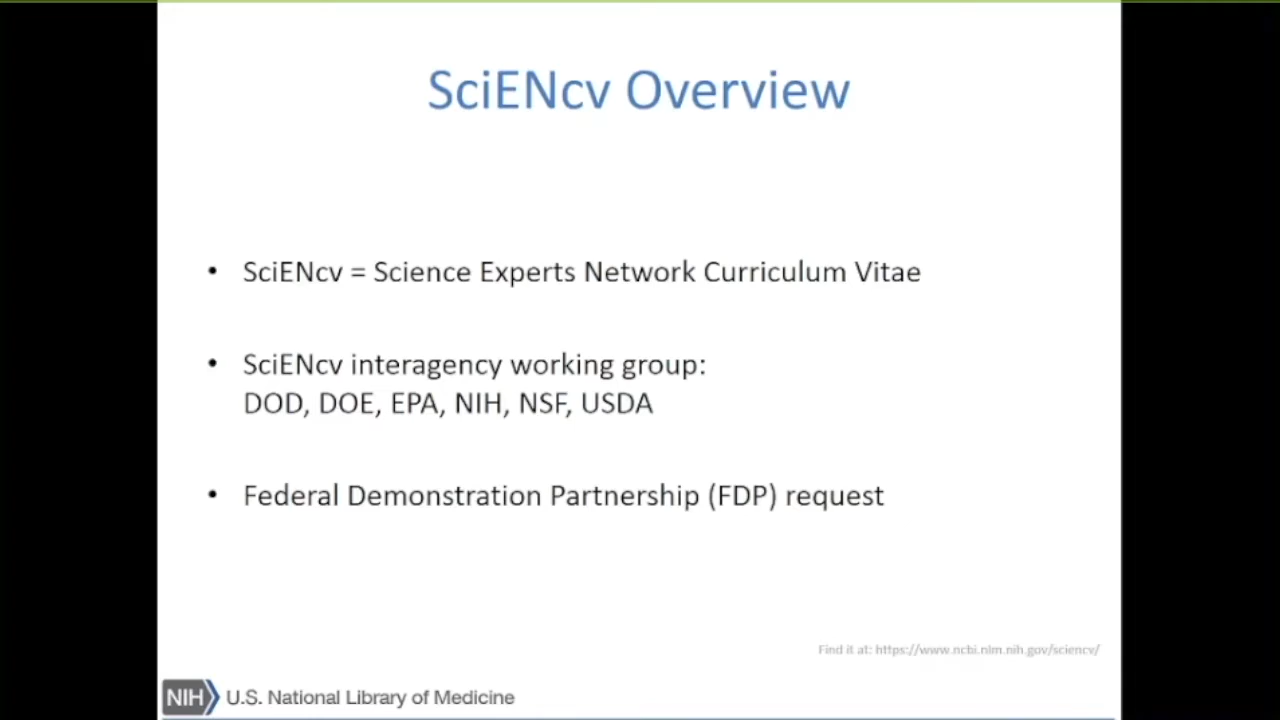 SciENcv Overview
• SciENcv = Science Experts Network Curriculum Vitae
• SciENcv interagency working group:
DOD, DOE, EPA, NIH, NSF, USDA
• Federal Demonstration Partnership (FDP) request
Find it at: https://www.ncbi.nlm.nih.gov/sciencv/
NIH U.S. National Library of Medicine